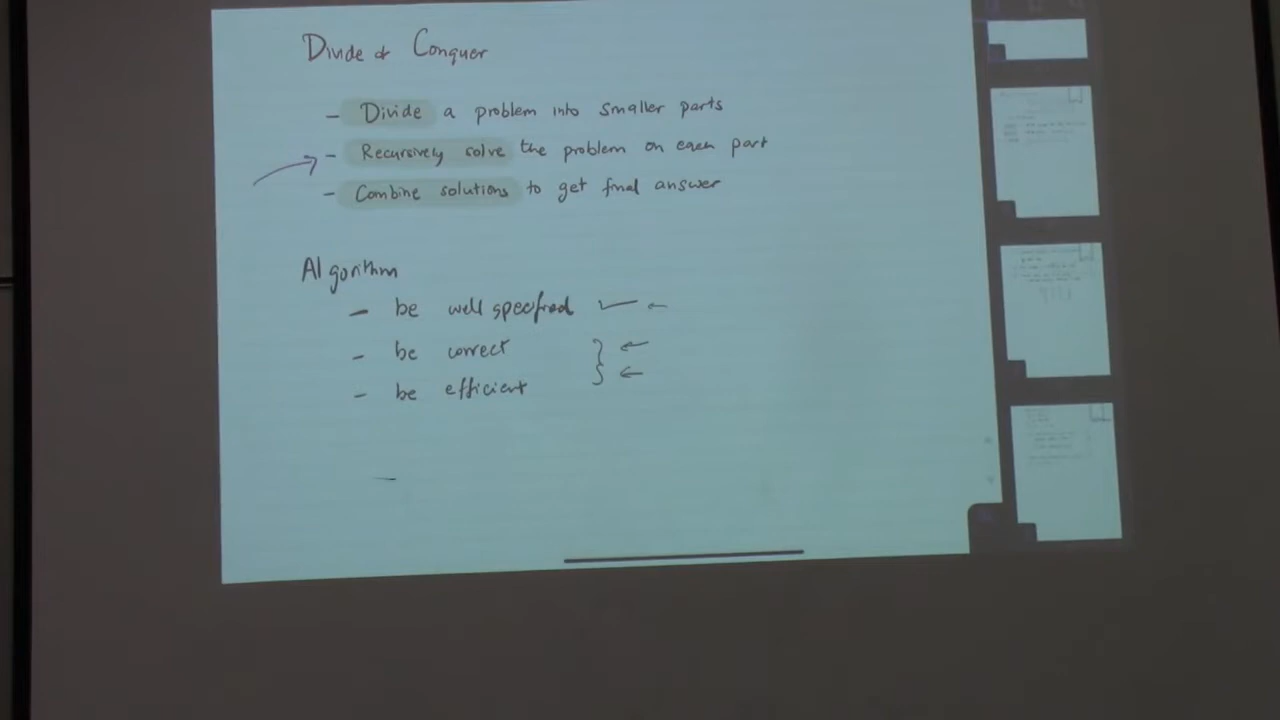 Divide & Conquer
- Divide a problem into smaller parts
- Recursively solve the problem on each part
- Combine solutions to get final answer
Algorithm
- be well specified
- be correct
- be efficient